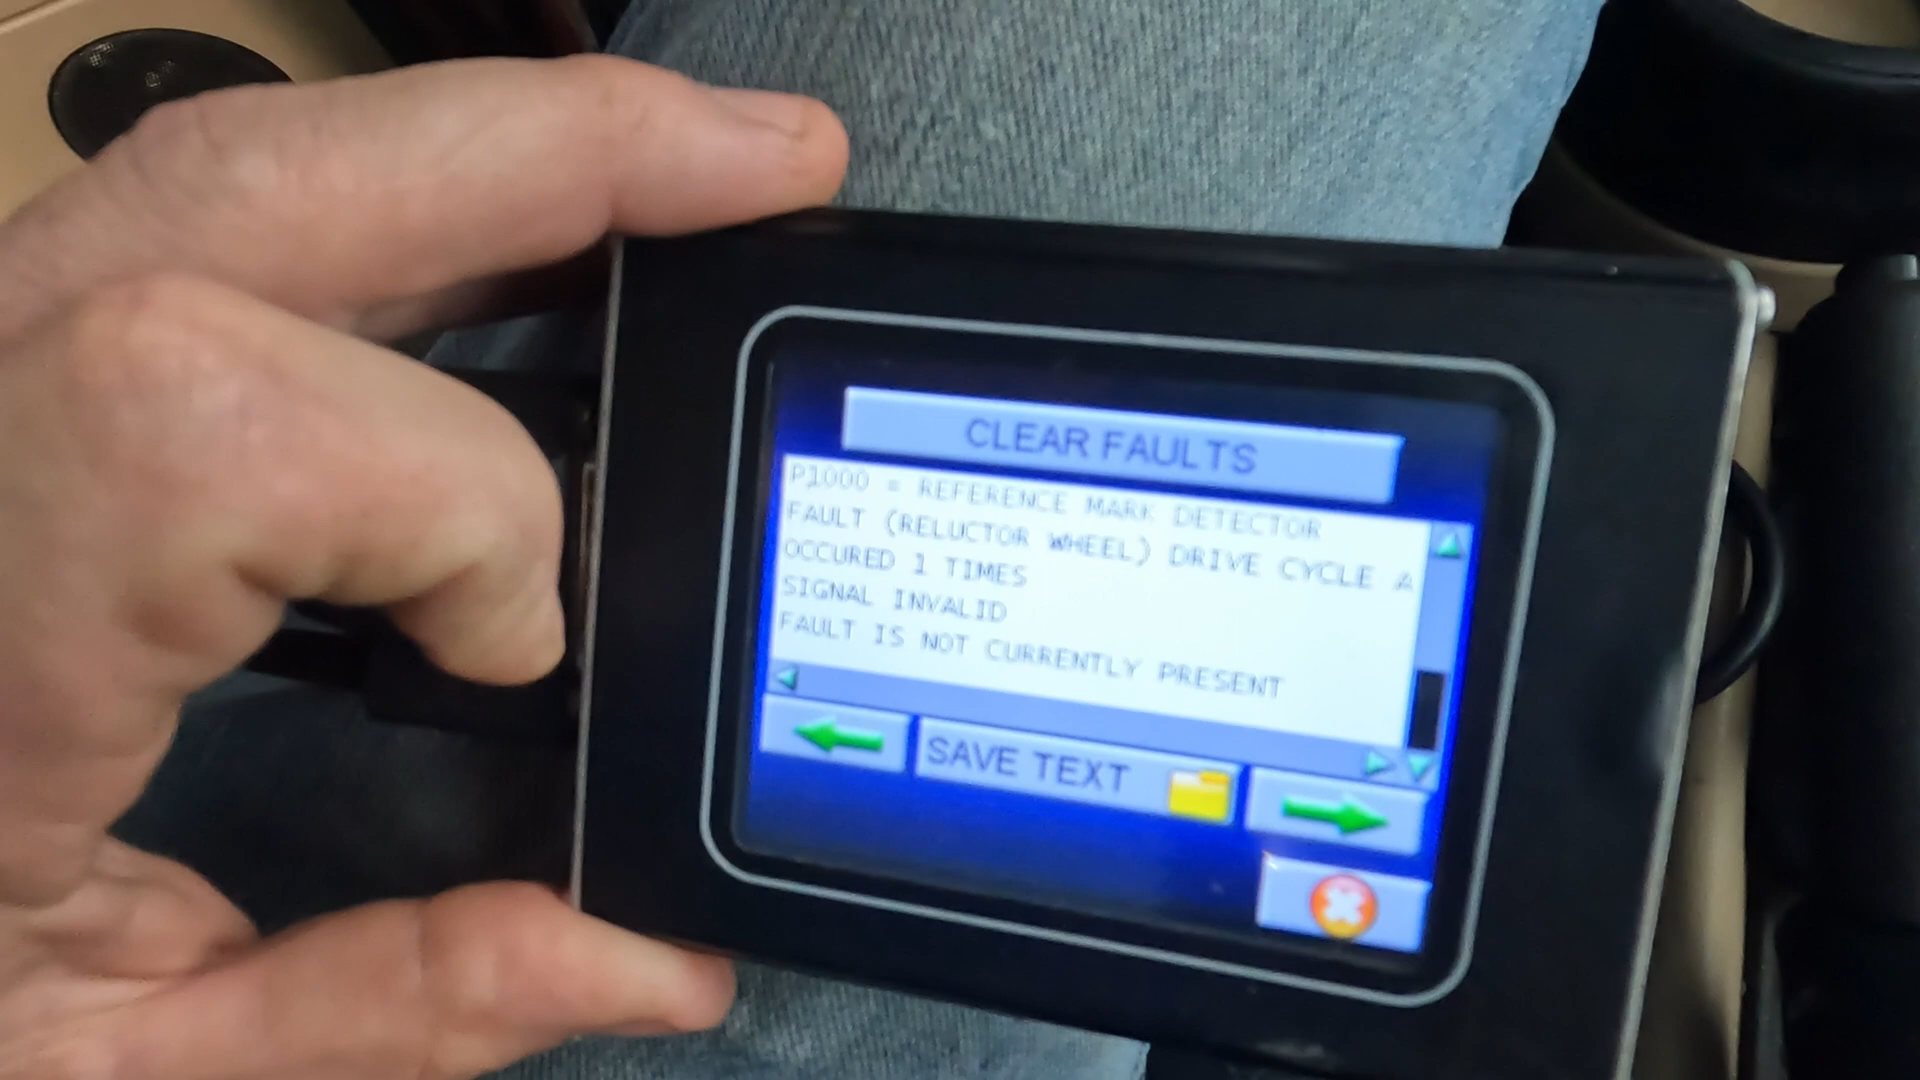 CLEAR FAULTS
P1000 = REFERENCE MARK DETECTOR
FAULT (RELUCTOR WHEEL) DRIVE CYCLE A
OCCURED 1 TIMES
SIGNAL INVALID
FAULT IS NOT CURRENTLY PRESENT
SAVE TEXT